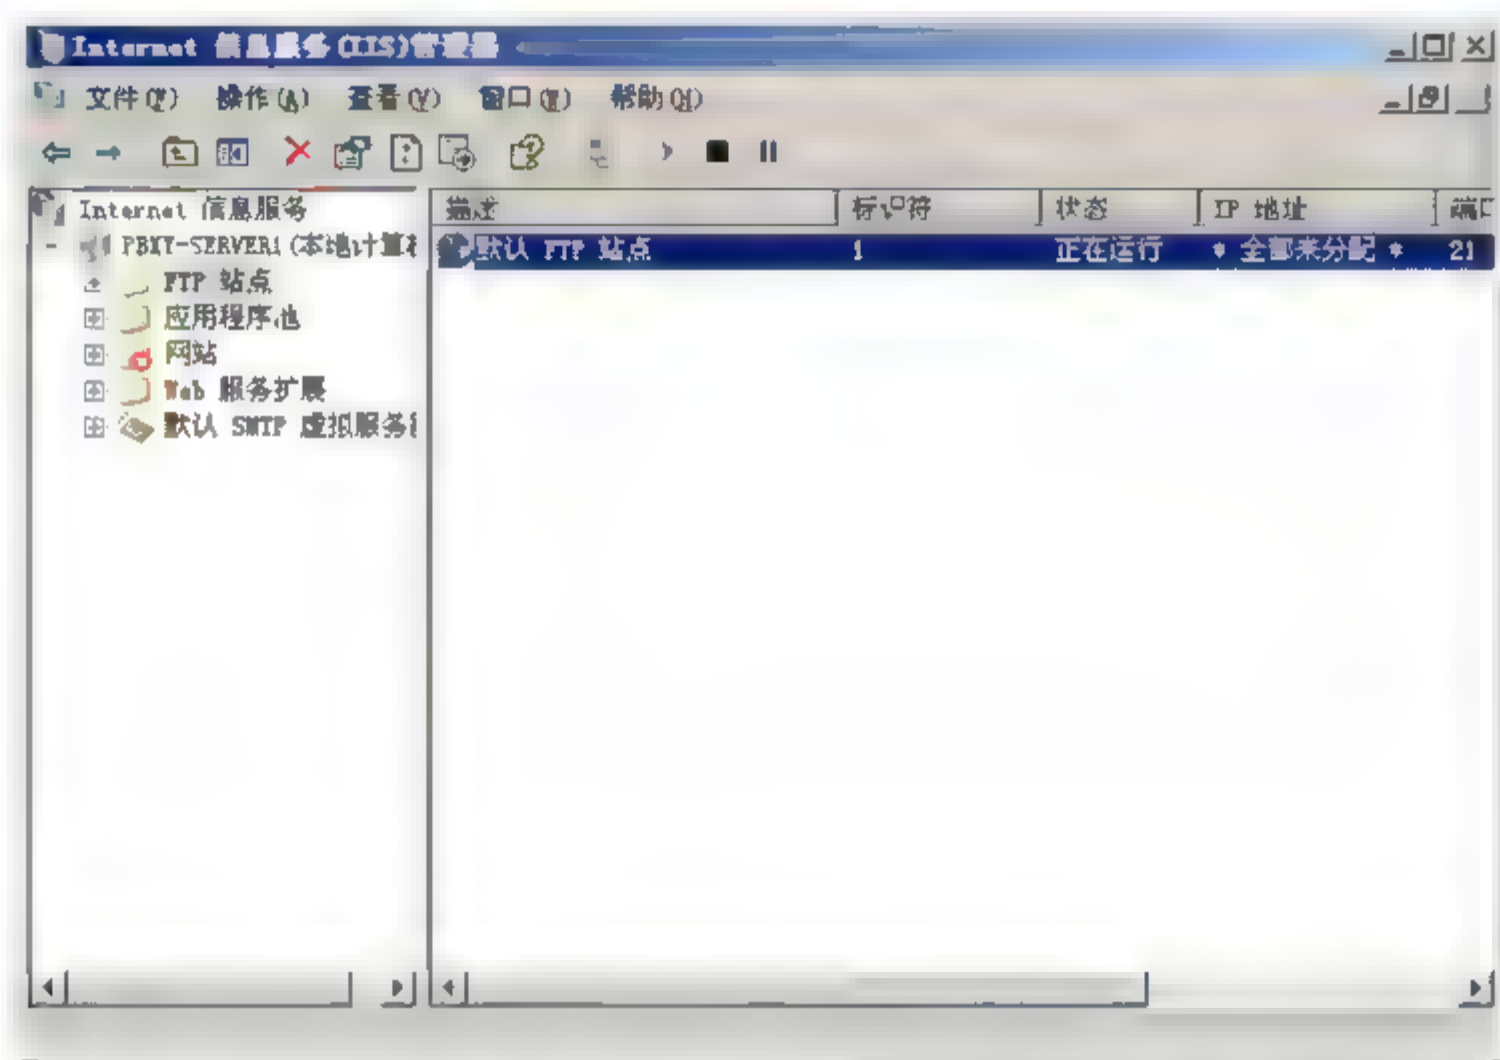 Internet 信息服务(IIS)管理器
文件(F) 操作(A) 查看(V) 窗口(W) 帮助(H)
Internet 信息服务
描述 标识符 状态 IP 地址 端口
PBXY-SERVER1(本地计算机
默认 FTP 站点 1 正在运行 * 全部未分配 * 21
FTP 站点
应用程序池
网站
Web 服务扩展
默认 SMTP 虚拟服务器